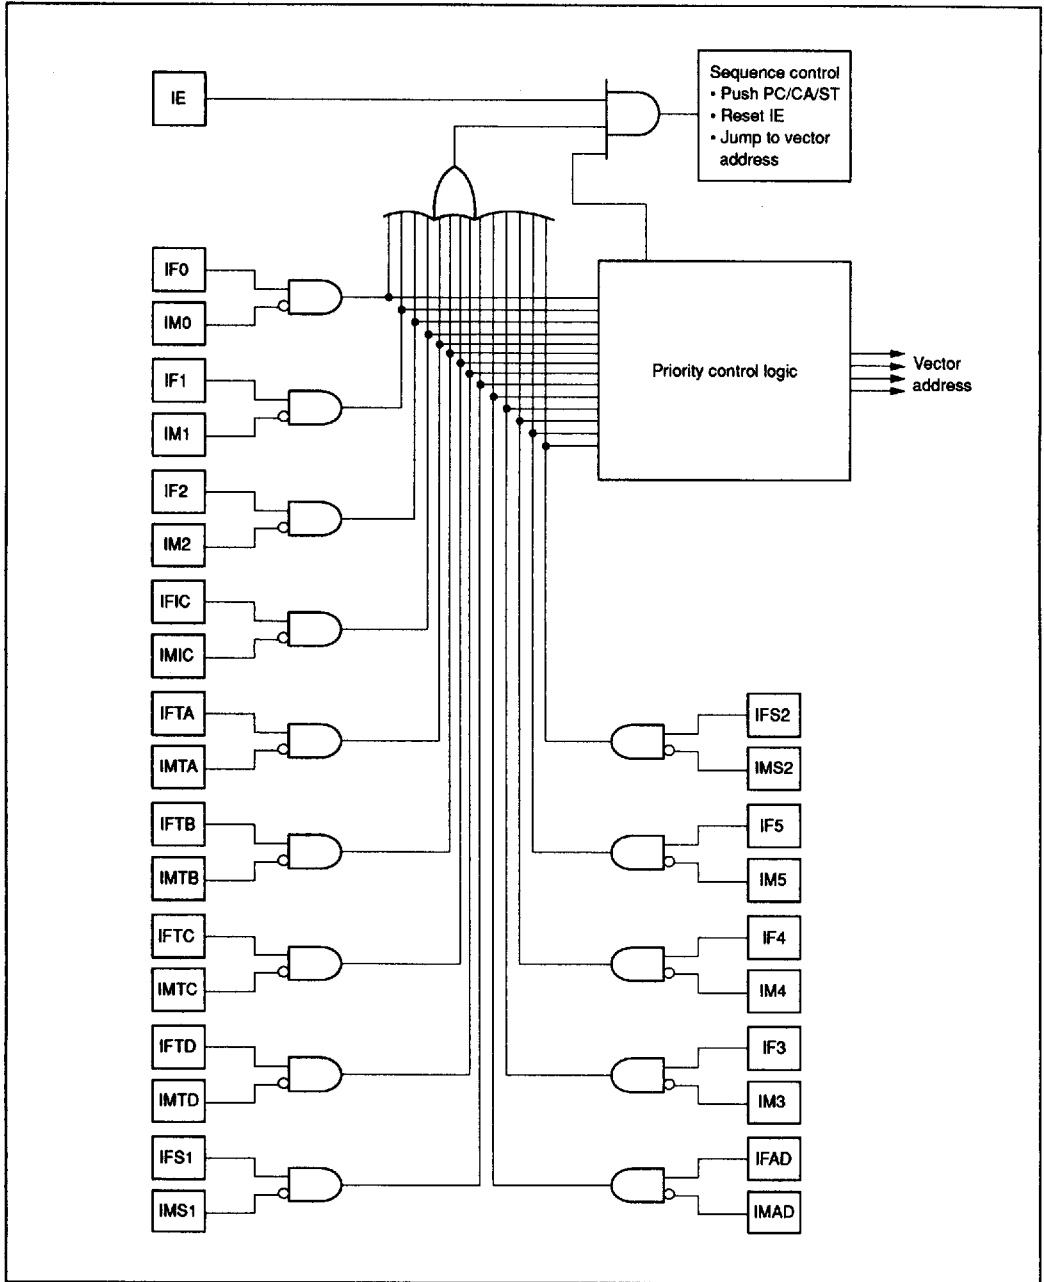 IE
Sequence control
• Push PC/CA/ST
• Reset IE
• Jump to vector
address
IF0
IM0
IF1
IM1
IF2
IM2
IFIC
IMIC
IFTA
IMTA
IFTB
IMTB
IFTC
IMTC
IFTD
IMTD
IFS1
IMS1
Priority control logic
Vector
address
IFS2
IMS2
IF5
IM5
IF4
IM4
IF3
IM3
IFAD
IMAD